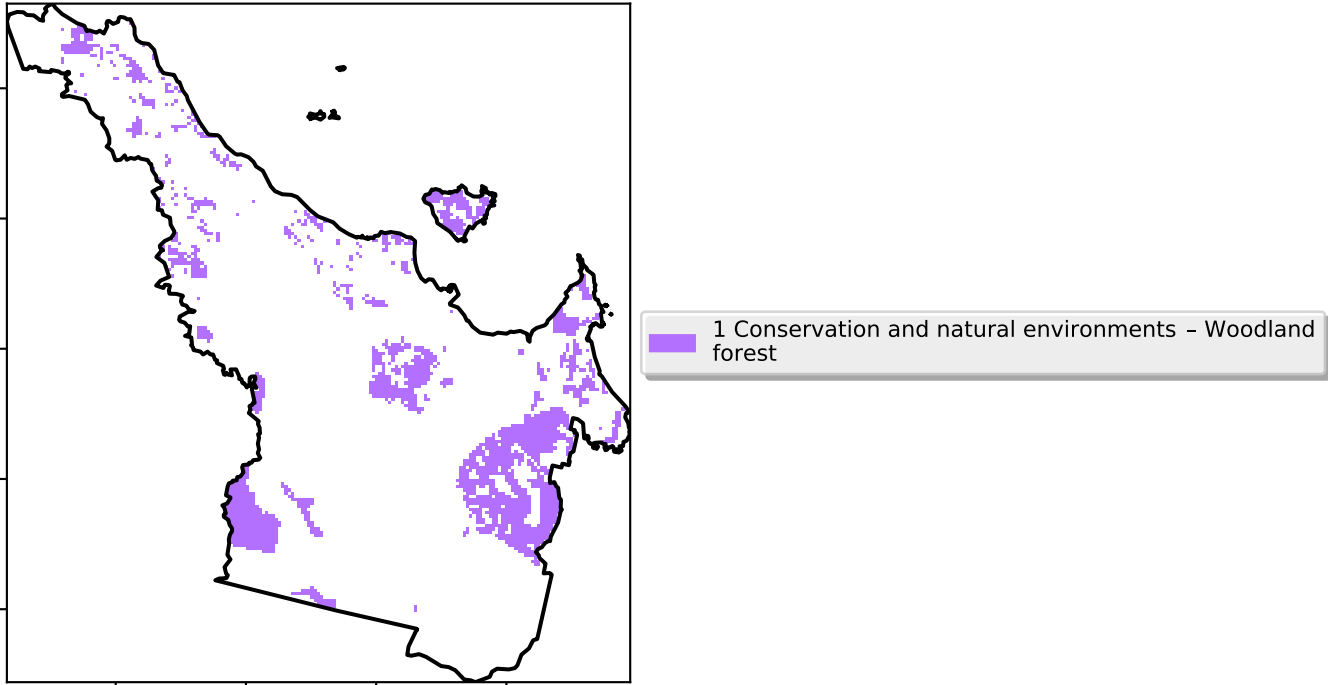 1 Conservation and natural environments – Woodland
forest